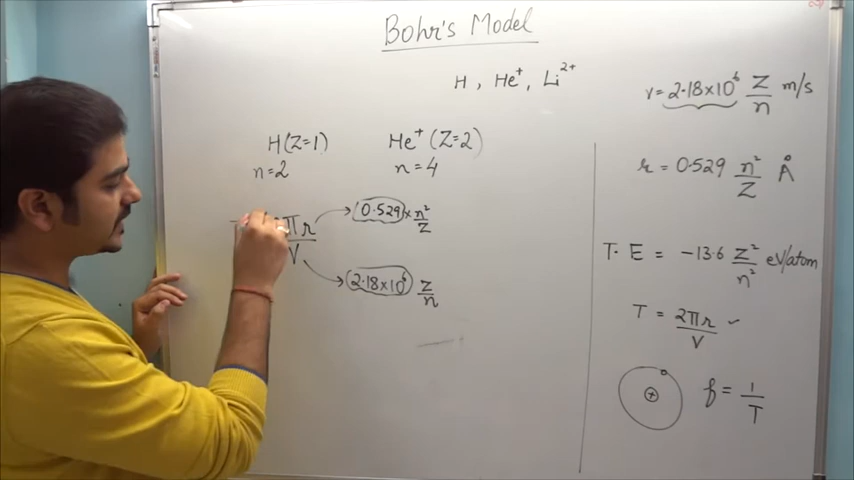 Bohr's Model
H, He⁺, Li²⁺
H(Z=1)
n=2
He⁺ (Z=2)
n=4
πr
V
0.529 × n²/Z
2.18×10⁶ Z/n
v = 2.18×10⁶ Z/n m/s
r = 0.529 n²/Z Å
T.E = -13.6 Z²/n² eV/atom
T = 2πr/V ✓
+
f = 1/T